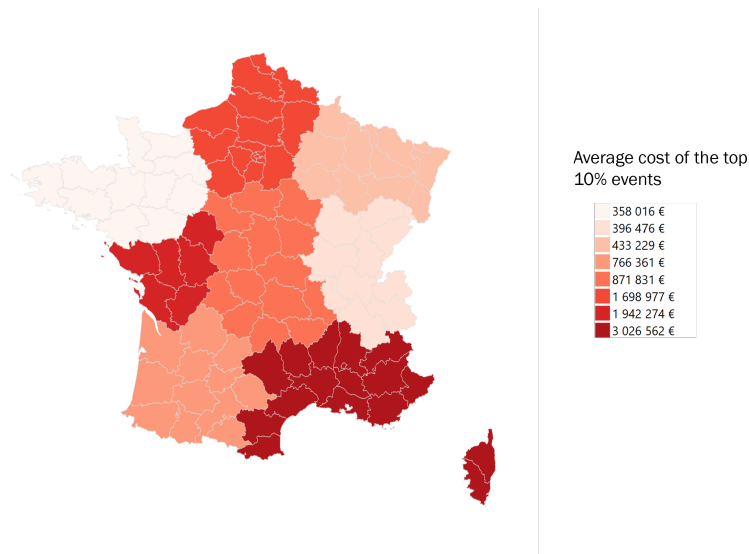 Average cost of the top
10% events
358 016 €
396 476 €
433 229 €
766 361 €
871 831 €
1 698 977 €
1 942 274 €
3 026 562 €